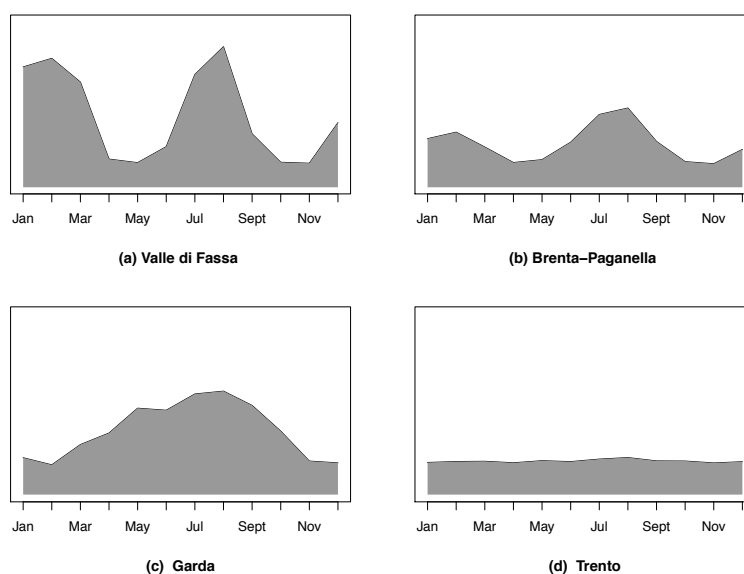 Jan Mar May Jul Sept Nov
(a) Valle di Fassa
Jan Mar May Jul Sept Nov
(b) Brenta–Paganella
Jan Mar May Jul Sept Nov
(c) Garda
Jan Mar May Jul Sept Nov
(d) Trento